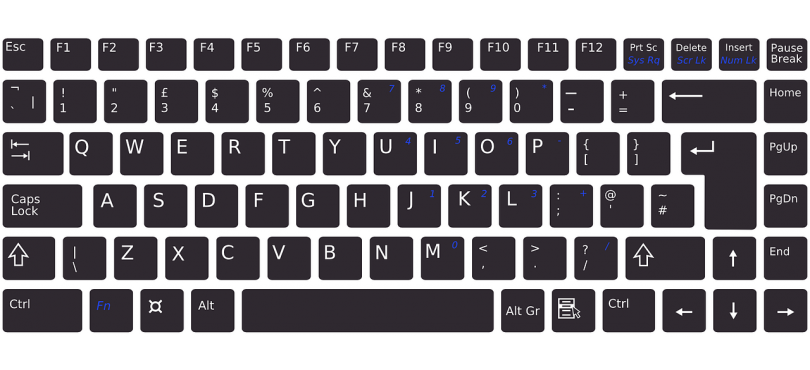 Esc F1 F2 F3 F4 F5 F6 F7 F8 F9 F10 F11 F12 Prt Sc Delete Insert Pause
Sys Rq Scr Lk Num Lk Break
¬ ! " £ $ % ^ & 7 * 8 ( 9 ) * — + Home
` | 1 2 3 4 5 6 7 8 9 0 - =
Q W E R T Y U 4 I 5 O 6 P - { } PgUp
[ ]
Caps A S D F G H J 1 K 2 L 3 : + @ ~ PgDn
Lock ; ' #
| Z X C V B N M 0 < > ? / End
\ , . /
Ctrl Fn ¤ Alt Alt Gr Ctrl